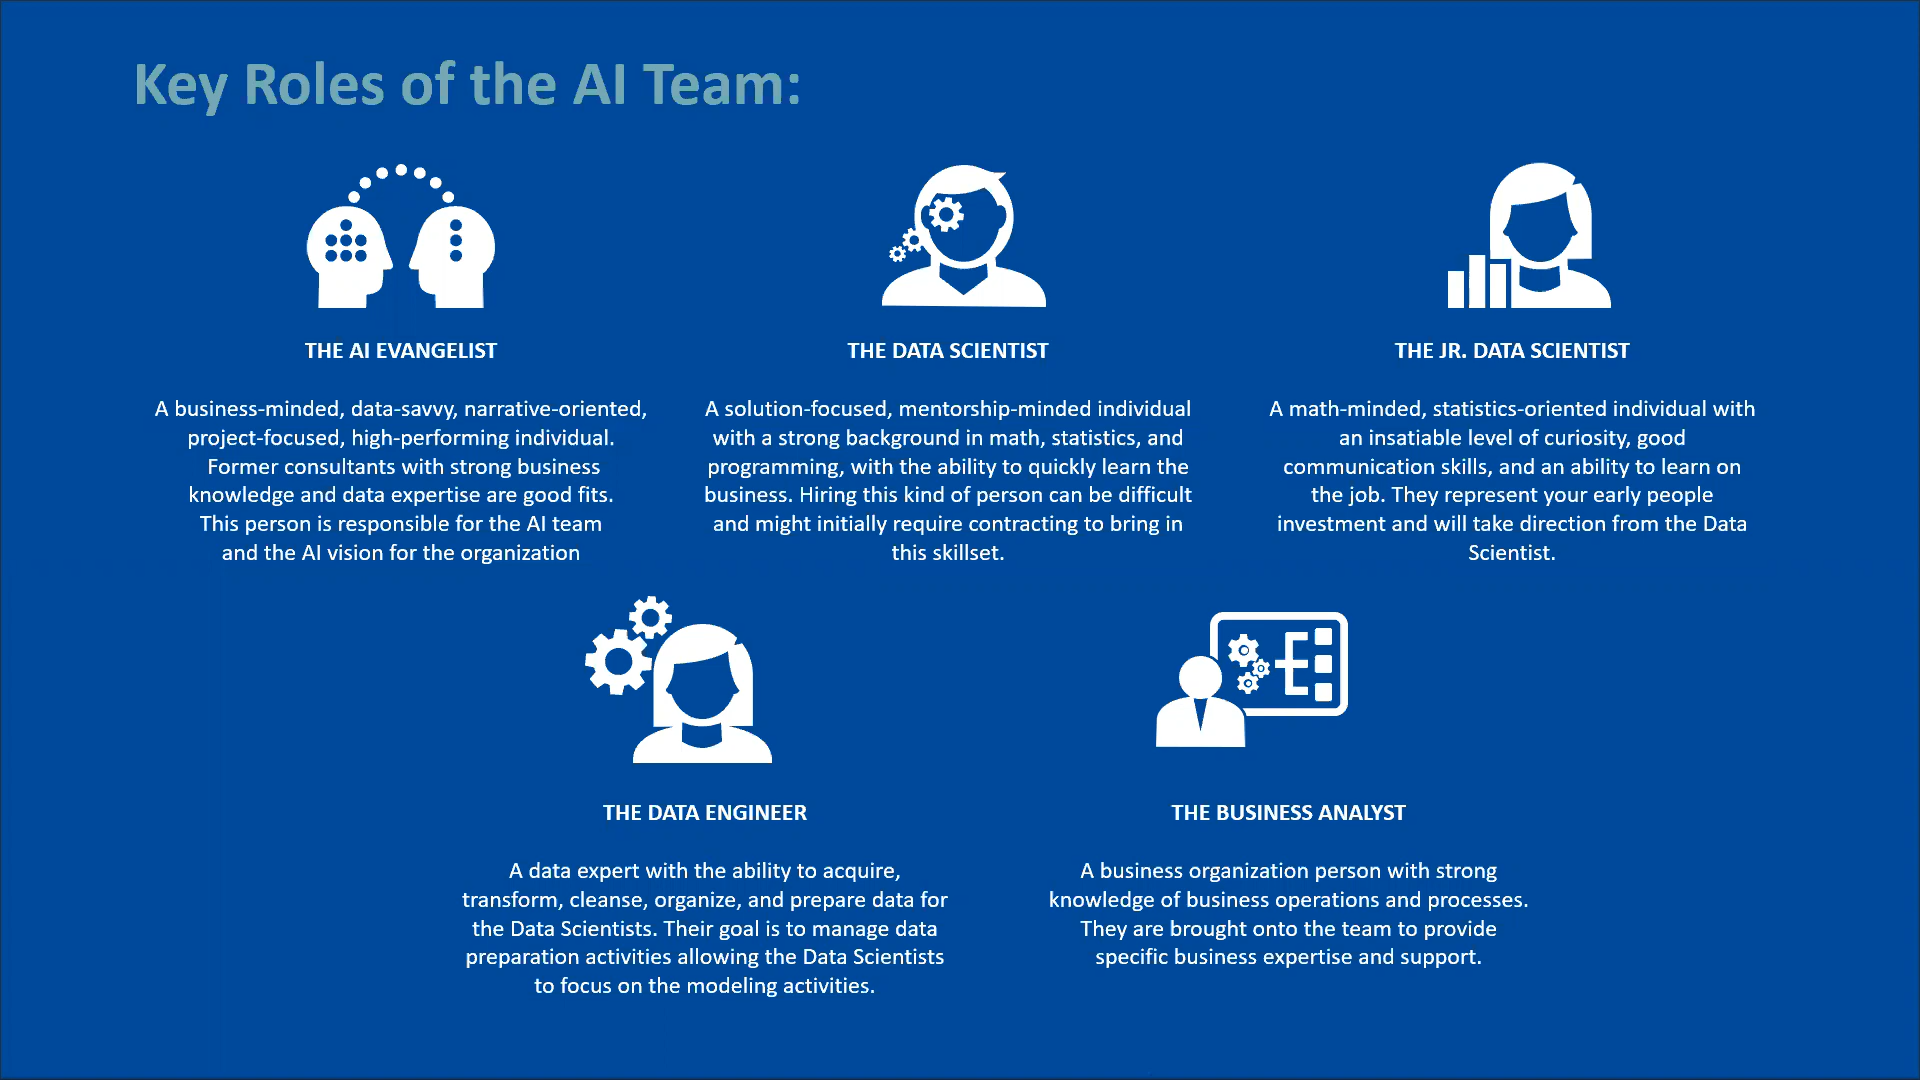 Key Roles of the AI Team:
THE AI EVANGELIST
A business-minded, data-savvy, narrative-oriented,
project-focused, high-performing individual.
Former consultants with strong business
knowledge and data expertise are good fits.
This person is responsible for the AI team
and the AI vision for the organization
THE DATA SCIENTIST
A solution-focused, mentorship-minded individual
with a strong background in math, statistics, and
programming, with the ability to quickly learn the
business. Hiring this kind of person can be difficult
and might initially require contracting to bring in
this skillset.
THE JR. DATA SCIENTIST
A math-minded, statistics-oriented individual with
an insatiable level of curiosity, good
communication skills, and an ability to learn on
the job. They represent your early people
investment and will take direction from the Data
Scientist.
THE DATA ENGINEER
A data expert with the ability to acquire,
transform, cleanse, organize, and prepare data for
the Data Scientists. Their goal is to manage data
preparation activities allowing the Data Scientists
to focus on the modeling activities.
THE BUSINESS ANALYST
A business organization person with strong
knowledge of business operations and processes.
They are brought onto the team to provide
specific business expertise and support.